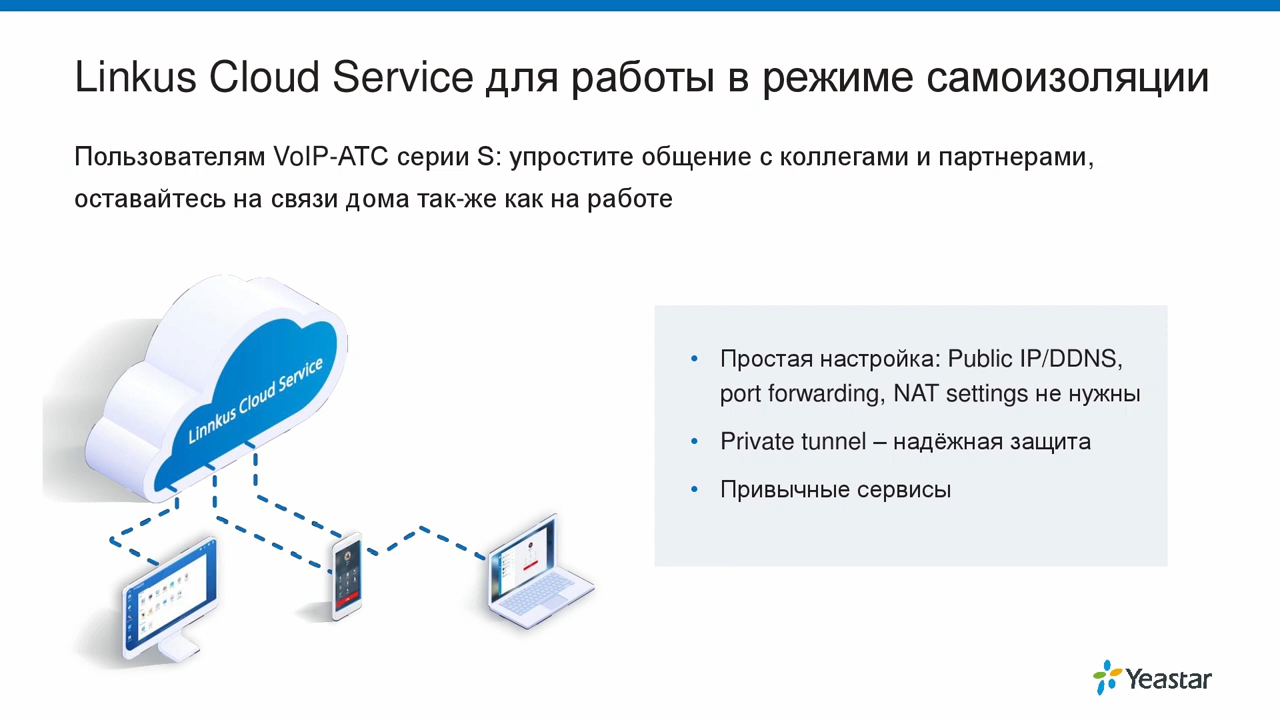 Linkus Cloud Service для работы в режиме самоизоляции
Пользователям VoIP-АТС серии S: упростите общение с коллегами и партнерами,
оставайтесь на связи дома так-же как на работе
Linnkus Cloud Service
• Простая настройка: Public IP/DDNS,
port forwarding, NAT settings не нужны
• Private tunnel – надёжная защита
• Привычные сервисы
Yeastar